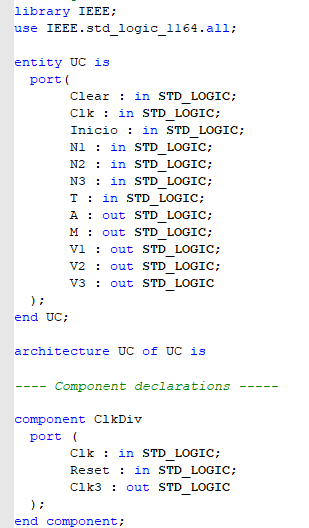 library IEEE;
use IEEE.std_logic_1164.all;
entity UC is
port(
Clear : in STD_LOGIC;
Clk : in STD_LOGIC;
Inicio : in STD_LOGIC;
N1 : in STD_LOGIC;
N2 : in STD_LOGIC;
N3 : in STD_LOGIC;
T : in STD_LOGIC;
A : out STD_LOGIC;
M : out STD_LOGIC;
V1 : out STD_LOGIC;
V2 : out STD_LOGIC;
V3 : out STD_LOGIC
);
end UC;
architecture UC of UC is
---- Component declarations -----
component ClkDiv
port (
Clk : in STD_LOGIC;
Reset : in STD_LOGIC;
Clk3 : out STD_LOGIC
);
end component;